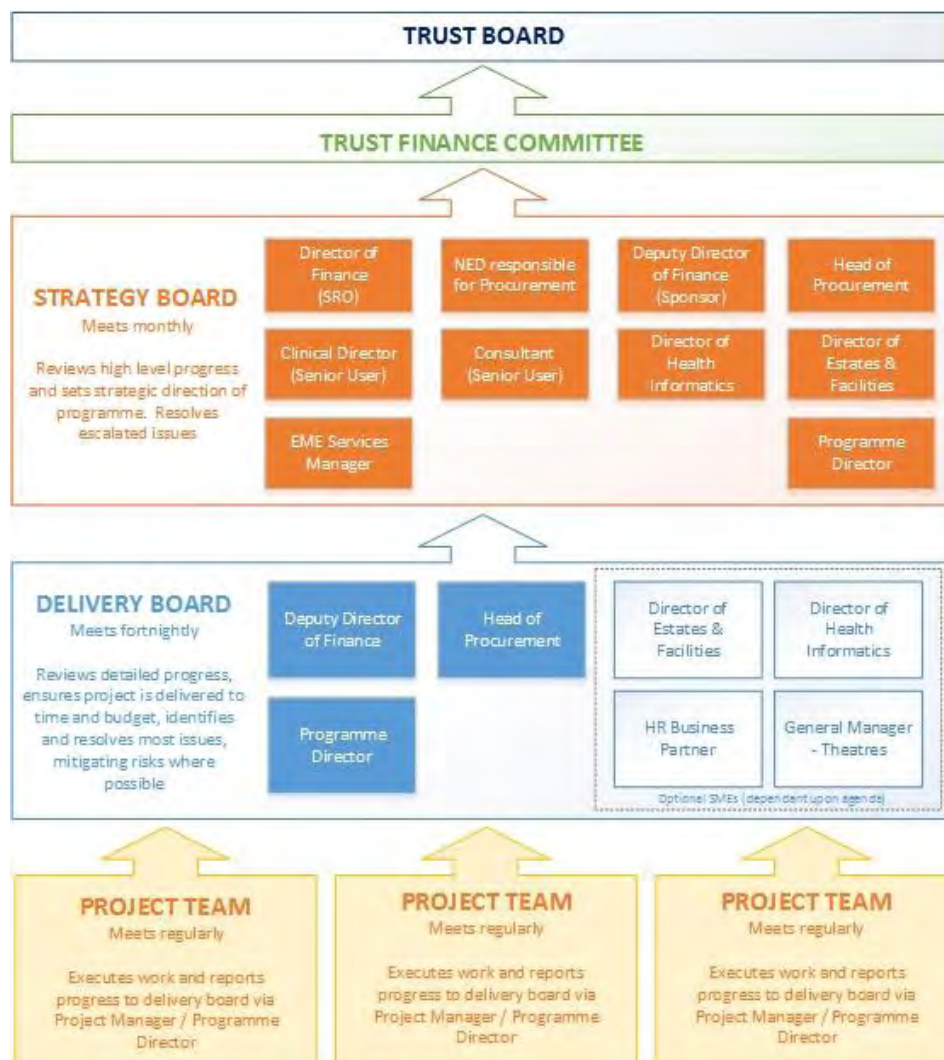 TRUST BOARD
TRUST FINANCE COMMITTEE
STRATEGY BOARD
Meets monthly
Reviews high level progress
and sets strategic direction of
programme. Resolves
escalated issues
Director of
Finance
(SRO)
NED responsible
for Procurement
Deputy Director
of Finance
(Sponsor)
Head of
Procurement
Clinical Director
(Senior User)
Consultant
(Senior User)
Director of
Health
Informatics
Director of
Estates &
Facilities
EME Services
Manager
Programme
Director
DELIVERY BOARD
Meets fortnightly
Reviews detailed progress,
ensures project is delivered to
time and budget, identifies
and resolves most issues,
mitigating risks where
possible
Deputy Director
of Finance
Head of
Procurement
Programme
Director
Director of
Estates &
Facilities
Director of
Health
Informatics
HR Business
Partner
General Manager
- Theatres
Optional SMEs (dependent upon agenda)
PROJECT TEAM
Meets regularly
Executes work and reports
progress to delivery board via
Project Manager / Programme
Director
PROJECT TEAM
Meets regularly
Executes work and reports
progress to delivery board via
Project Manager / Programme
Director
PROJECT TEAM
Meets regularly
Executes work and reports
progress to delivery board via
Project Manager / Programme
Director